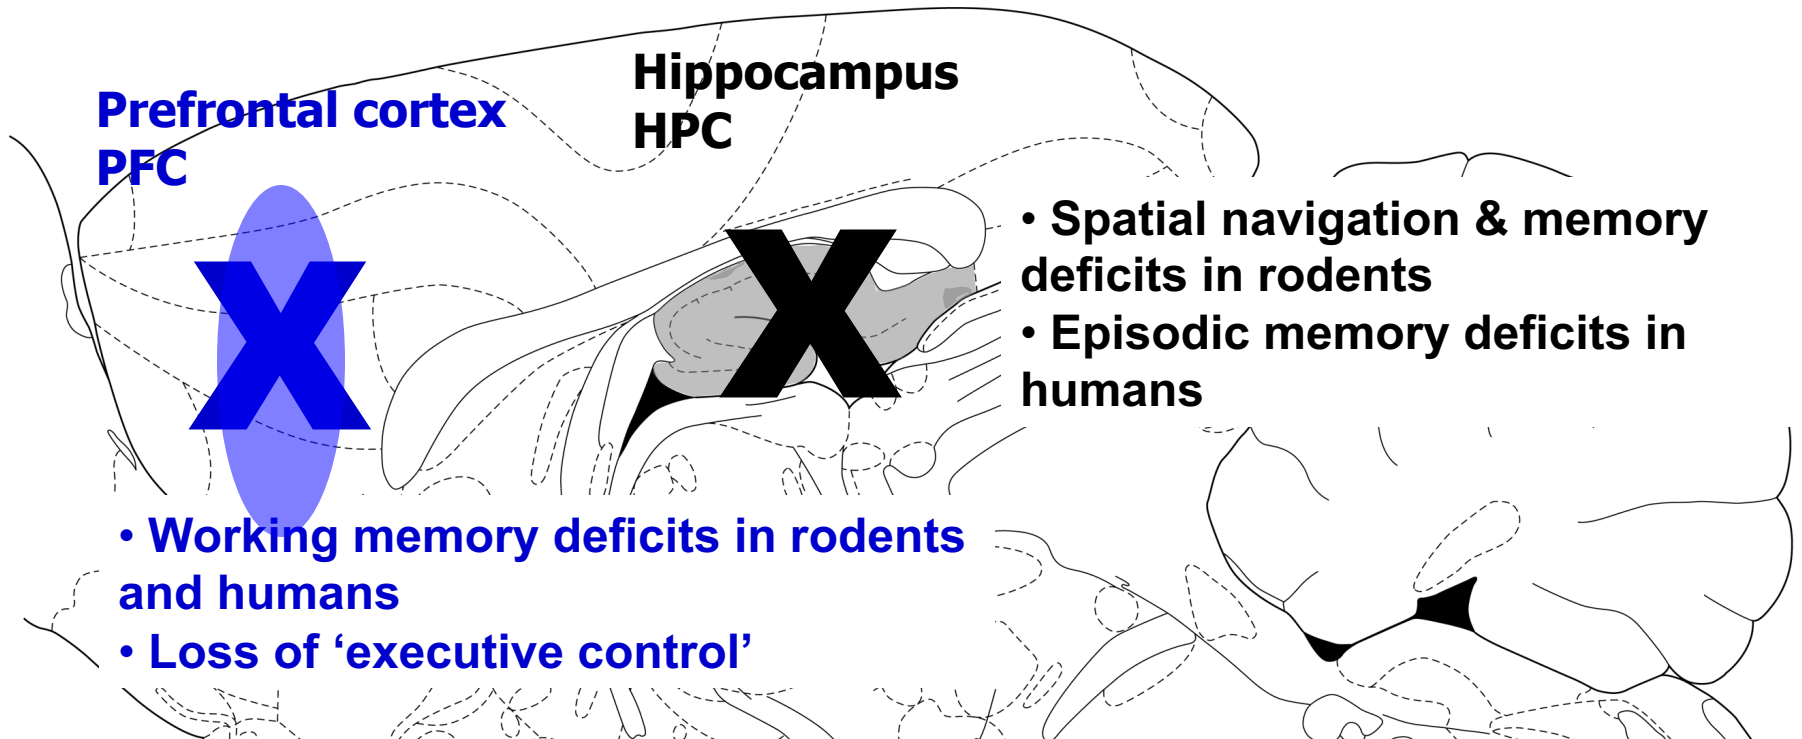 Prefrontal cortex
PFC
Hippocampus
HPC
X
X
• Spatial navigation & memory
deficits in rodents
• Episodic memory deficits in
humans
• Working memory deficits in rodents
and humans
• Loss of ‘executive control’